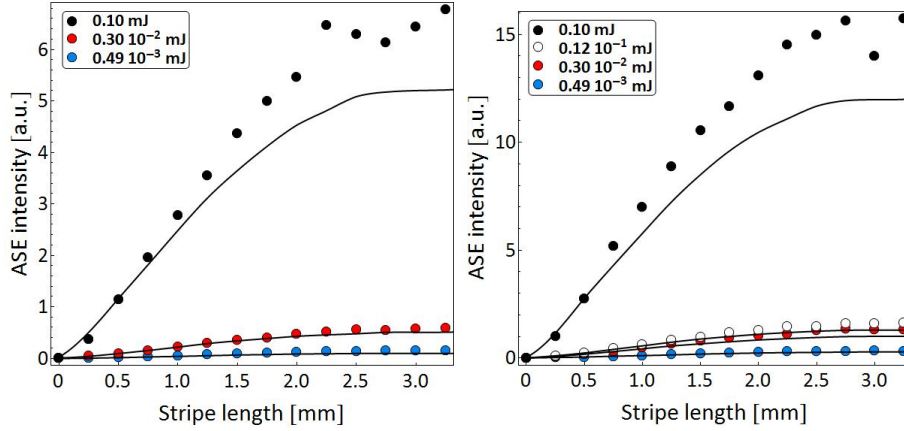 0.10 mJ
0.30 10⁻² mJ
0.49 10⁻³ mJ
ASE intensity [a.u.]
6
5
4
3
2
1
0
0 0.5 1.0 1.5 2.0 2.5 3.0
Stripe length [mm]
0.10 mJ
0.12 10⁻¹ mJ
0.30 10⁻² mJ
0.49 10⁻³ mJ
ASE intensity [a.u.]
15
10
5
0
0 0.5 1.0 1.5 2.0 2.5 3.0
Stripe length [mm]